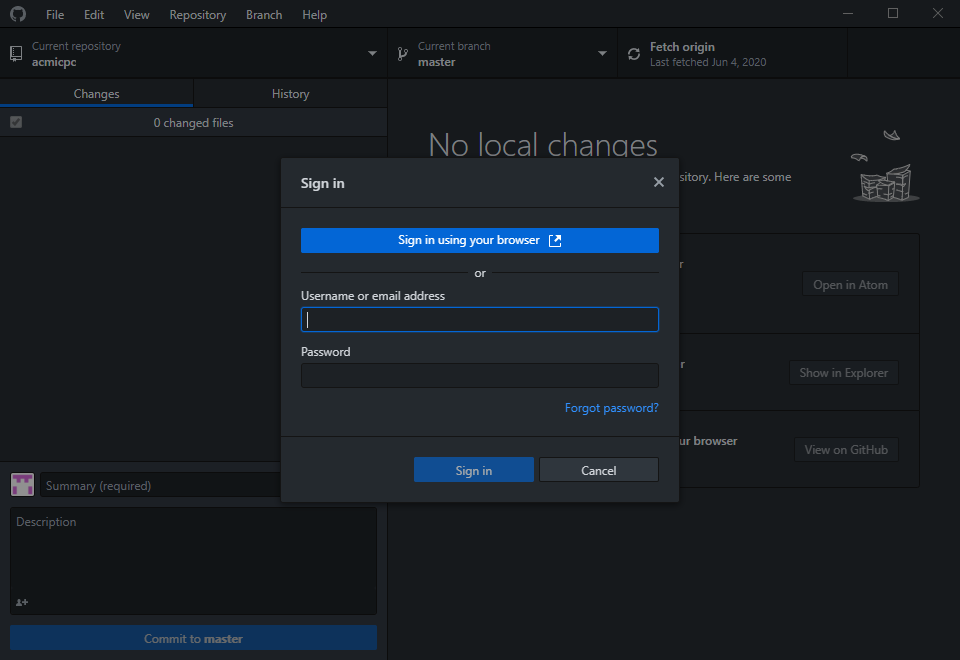 File Edit View Repository Branch Help
Current repository
acmicpc
Current branch
master
Fetch origin
Last fetched Jun 4, 2020
Changes
History
0 changed files
No local changes
Here are some
Sign in
Sign in using your browser
or
Username or email address
Password
Forgot password?
Sign in
Cancel
Open in Atom
Show in Explorer
browser
View on GitHub
Summary (required)
Description
Commit to master